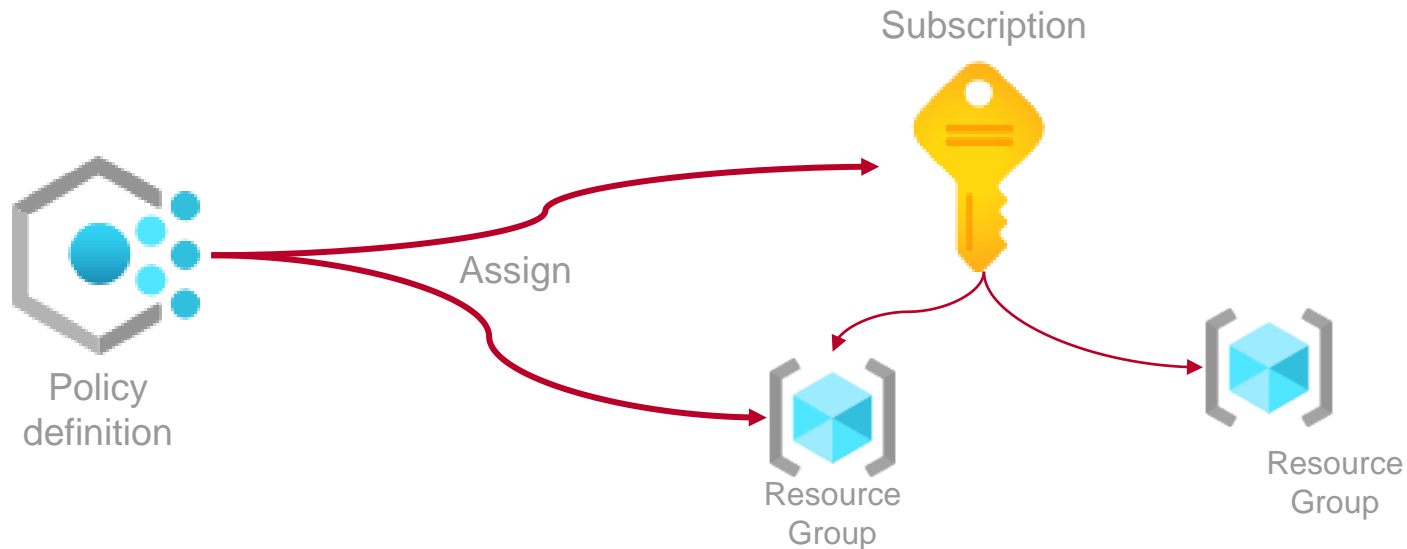 Subscription
Assign
Policy
definition
Resource
Group
Resource
Group